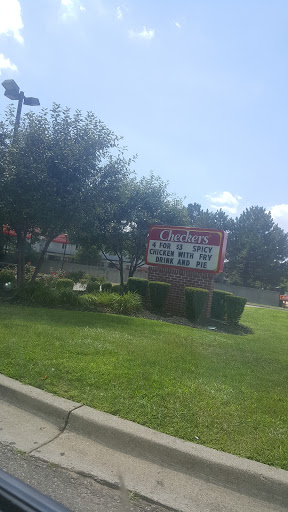 Checkers
4 FOR $3 SPICY
CHICKEN WITH FRY
DRINK AND PIE